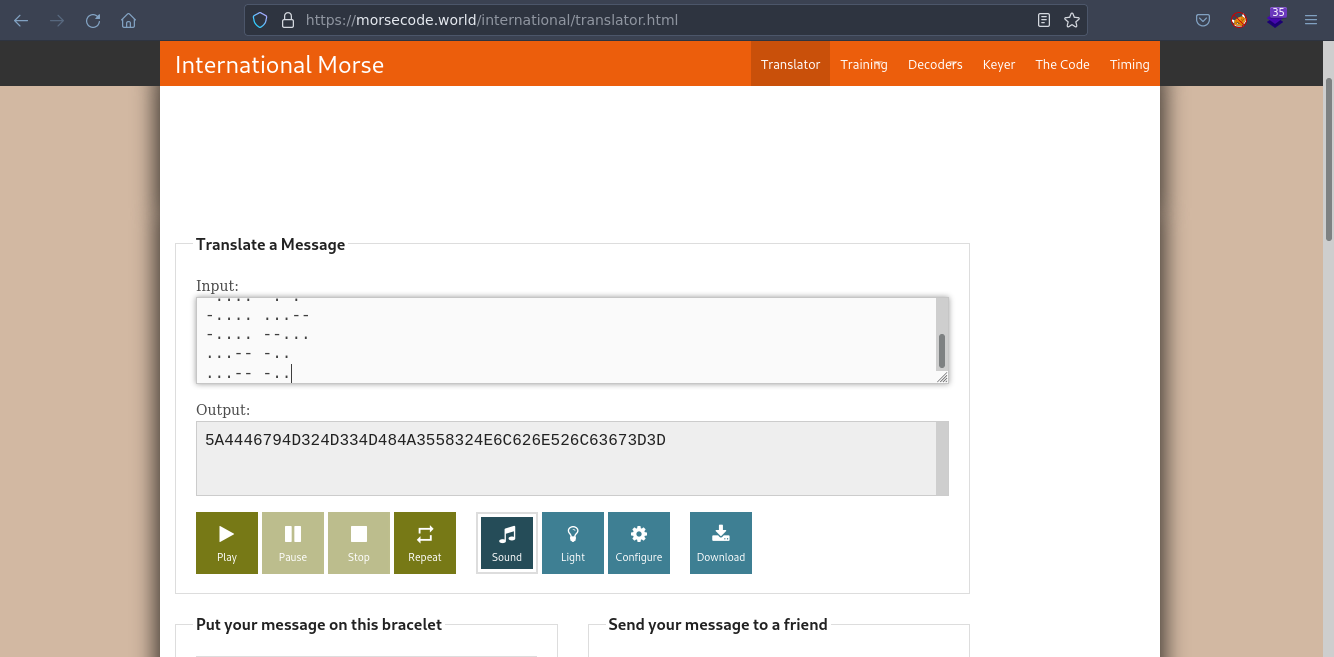 https://morsecode.world/international/translator.html
35
International Morse
Translator Training Decoders Keyer The Code Timing
Translate a Message
Input:
-.... ...--
-.... --...
...-- -..
...-- -..
Output:
5A4446794D324D334D484A3558324E6C626E526C63673D3D
Play Pause Stop Repeat Sound Light Configure Download
Put your message on this bracelet Send your message to a friend